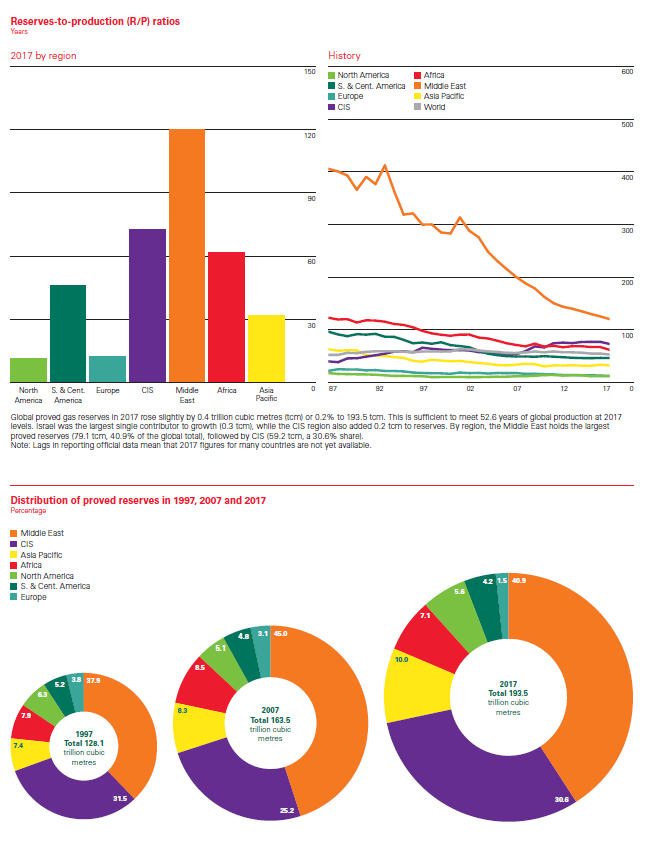 Reserves-to-production (R/P) ratios
Years
2017 by region
150
120
90
60
30
0
North America
S. & Cent. America
Europe
CIS
Middle East
Africa
Asia Pacific
History
North America
S. & Cent. America
Europe
CIS
Africa
Middle East
Asia Pacific
World
600
500
400
300
200
100
0
87
92
97
02
07
12
17
Global proved gas reserves in 2017 rose slightly by 0.4 trillion cubic metres (tcm) or 0.2% to 193.5 tcm. This is sufficient to meet 52.6 years of global production at 2017
levels. Israel was the largest single contributor to growth (0.3 tcm), while the CIS region also added 0.2 tcm to reserves. By region, the Middle East holds the largest
proved reserves (79.1 tcm, 40.9% of the global total), followed by CIS (59.2 tcm, a 30.6% share).
Note: Lags in reporting official data mean that 2017 figures for many countries are not yet available.
Distribution of proved reserves in 1997, 2007 and 2017
Percentage
Middle East
CIS
Asia Pacific
Africa
North America
S. & Cent. America
Europe
37.9
31.5
7.4
7.9
6.3
5.2
3.8
1997
Total 128.1
trillion cubic
metres
45.0
25.2
8.3
8.5
5.1
4.8
3.1
2007
Total 163.5
trillion cubic
metres
40.9
30.6
10.0
7.1
5.6
4.2
1.5
2017
Total 193.5
trillion cubic
metres